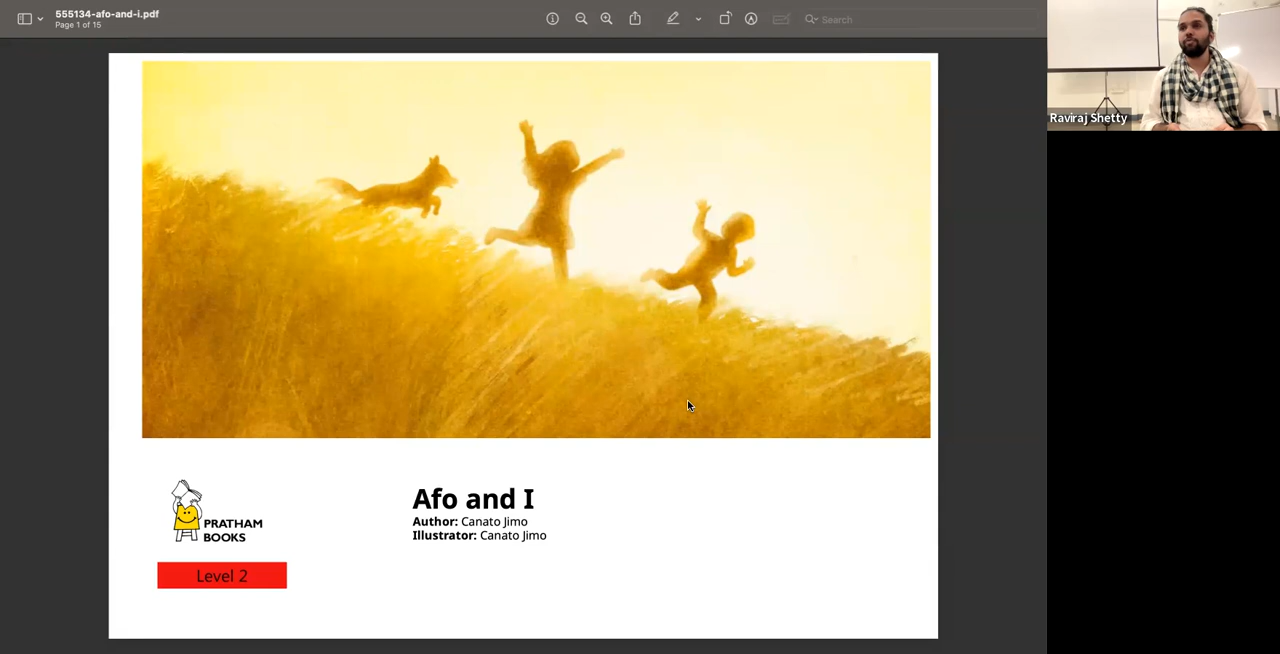 555134-afo-and-i.pdf
Page 1 of 15
Search
Raviraj Shetty
PRATHAM
BOOKS
Level 2
Afo and I
Author: Canato Jimo
Illustrator: Canato Jimo